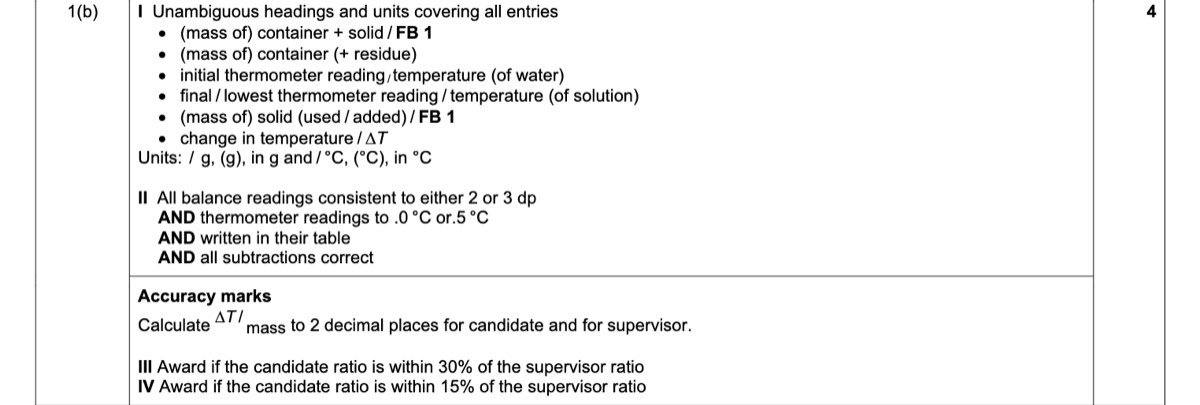 1(b) I Unambiguous headings and units covering all entries 4
• (mass of) container + solid / FB 1
• (mass of) container (+ residue)
• initial thermometer reading/temperature (of water)
• final / lowest thermometer reading / temperature (of solution)
• (mass of) solid (used / added) / FB 1
• change in temperature / ΔT
Units: / g, (g), in g and / °C, (°C), in °C
II All balance readings consistent to either 2 or 3 dp
AND thermometer readings to .0 °C or.5 °C
AND written in their table
AND all subtractions correct
Accuracy marks
Calculate ΔT/ mass to 2 decimal places for candidate and for supervisor.
III Award if the candidate ratio is within 30% of the supervisor ratio
IV Award if the candidate ratio is within 15% of the supervisor ratio